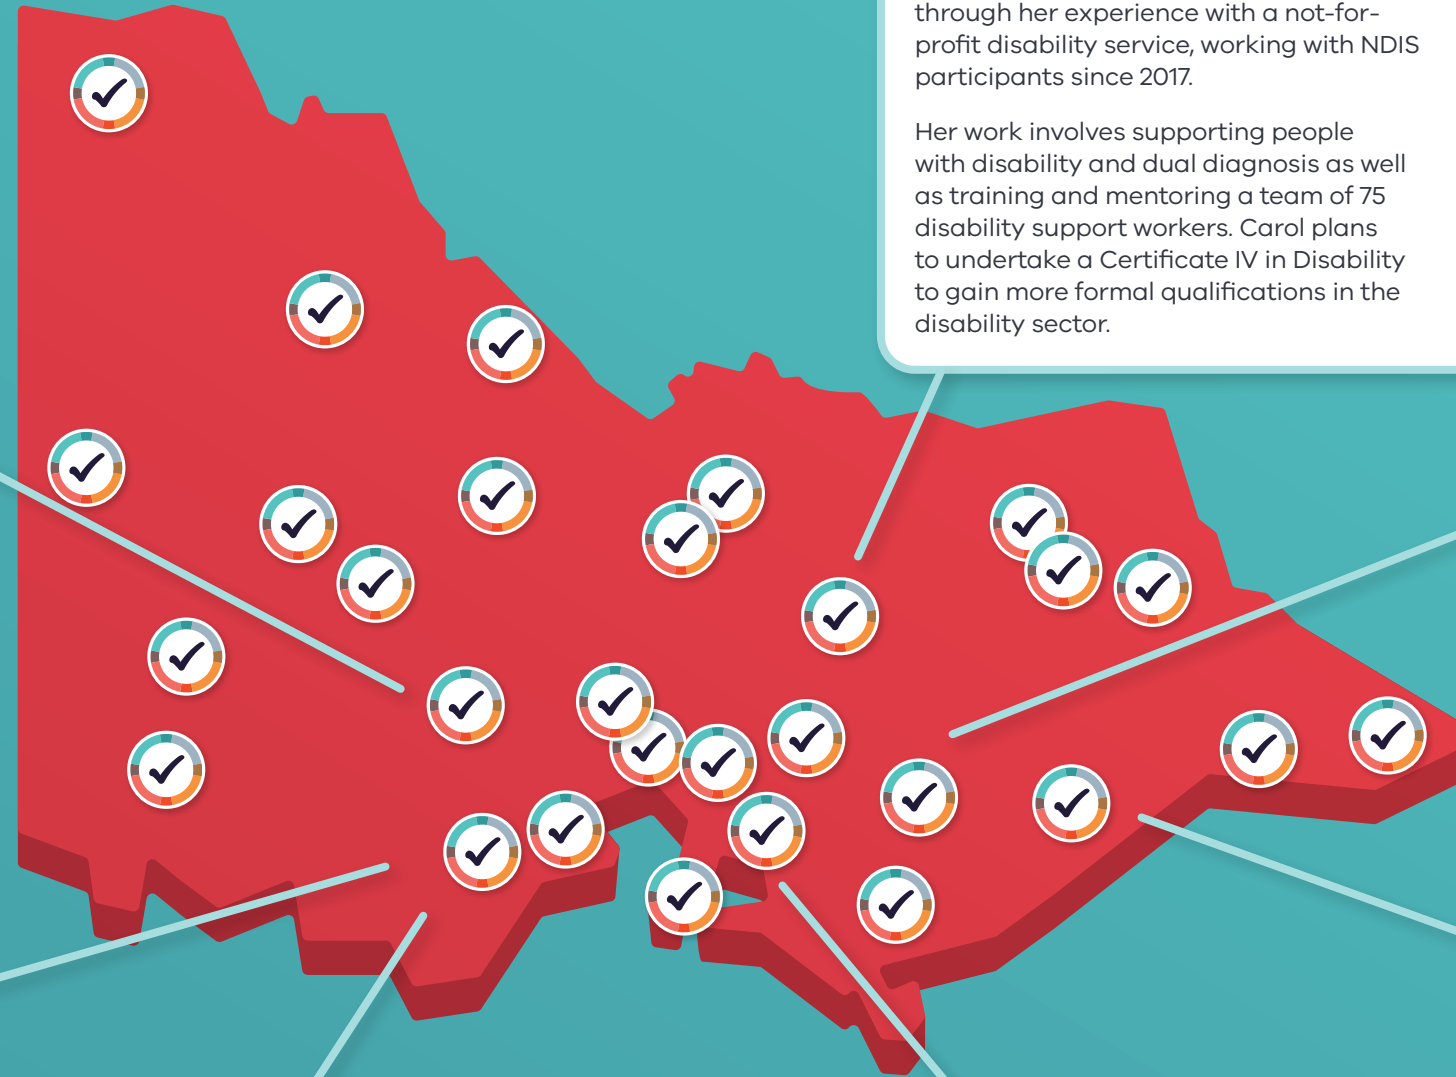 through her experience with a not-for-
profit disability service, working with NDIS
participants since 2017.
Her work involves supporting people
with disability and dual diagnosis as well
as training and mentoring a team of 75
disability support workers. Carol plans
to undertake a Certificate IV in Disability
to gain more formal qualifications in the
disability sector.